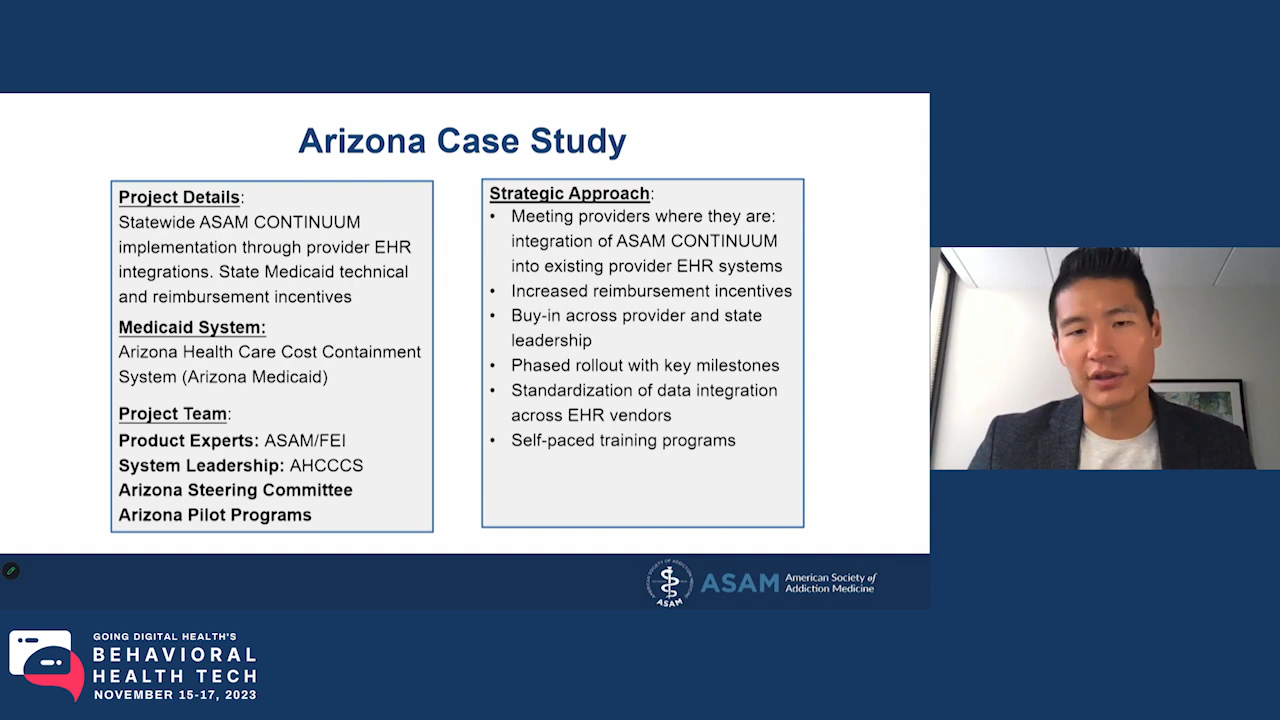 Arizona Case Study
Project Details:
Statewide ASAM CONTINUUM
implementation through provider EHR
integrations. State Medicaid technical
and reimbursement incentives
Medicaid System:
Arizona Health Care Cost Containment
System (Arizona Medicaid)
Project Team:
Product Experts: ASAM/FEI
System Leadership: AHCCCS
Arizona Steering Committee
Arizona Pilot Programs
Strategic Approach:
• Meeting providers where they are:
integration of ASAM CONTINUUM
into existing provider EHR systems
• Increased reimbursement incentives
• Buy-in across provider and state
leadership
• Phased rollout with key milestones
• Standardization of data integration
across EHR vendors
• Self-paced training programs
ASAM
ASAM
American Society of
Addiction Medicine
GOING DIGITAL HEALTH'S
BEHAVIORAL
HEALTH TECH
NOVEMBER 15-17, 2023